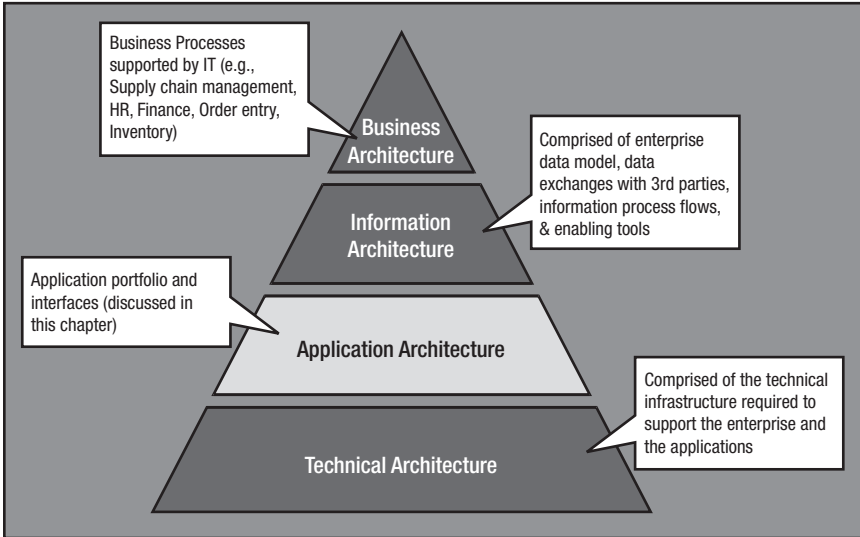 Business Processes
supported by IT (e.g.,
Supply chain management,
HR, Finance, Order entry,
Inventory)
Business
Architecture
Comprised of enterprise
data model, data
exchanges with 3rd parties,
information process flows,
& enabling tools
Information
Architecture
Application portfolio and
interfaces (discussed in
this chapter)
Application Architecture
Comprised of the technical
infrastructure required to
support the enterprise and
the applications
Technical Architecture